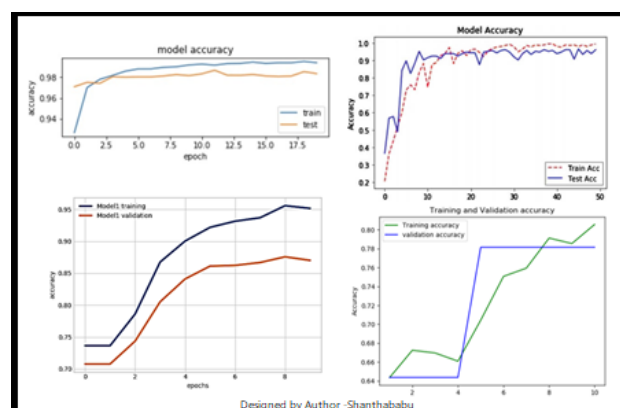 model accuracy
accuracy
0.98
0.96
0.94
train
test
0.0 2.5 5.0 7.5 10.0 12.5 15.0 17.5
epoch
Model Accuracy
Accuracy
1.0
0.9
0.8
0.7
0.6
0.5
0.4
0.3
0.2
Train Acc
Test Acc
0 10 20 30 40 50
Model1 training
Model1 validation
accuracy
0.95
0.90
0.85
0.80
0.75
0.70
0 2 4 6 8
epochs
Training and Validation accuracy
Training accuracy
validation accuracy
Accuracy
0.80
0.78
0.76
0.74
0.72
0.70
0.68
0.66
0.64
2 4 6 8 10
Designed by Author -Shanthababu